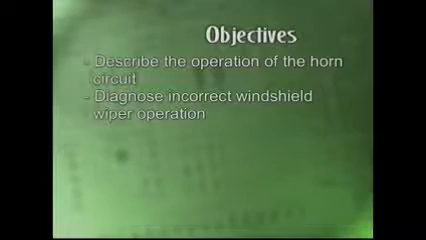 Objectives
- Describe the operation of the horn
circuit
- Diagnose incorrect windshield
wiper operation